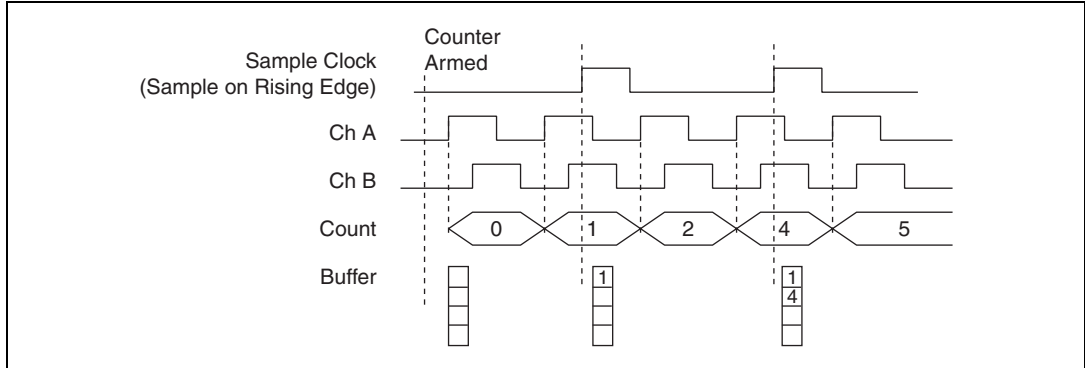 Counter
Armed
Sample Clock
(Sample on Rising Edge)
Ch A
Ch B
Count
0 1 2 4 5
Buffer
1 1
4